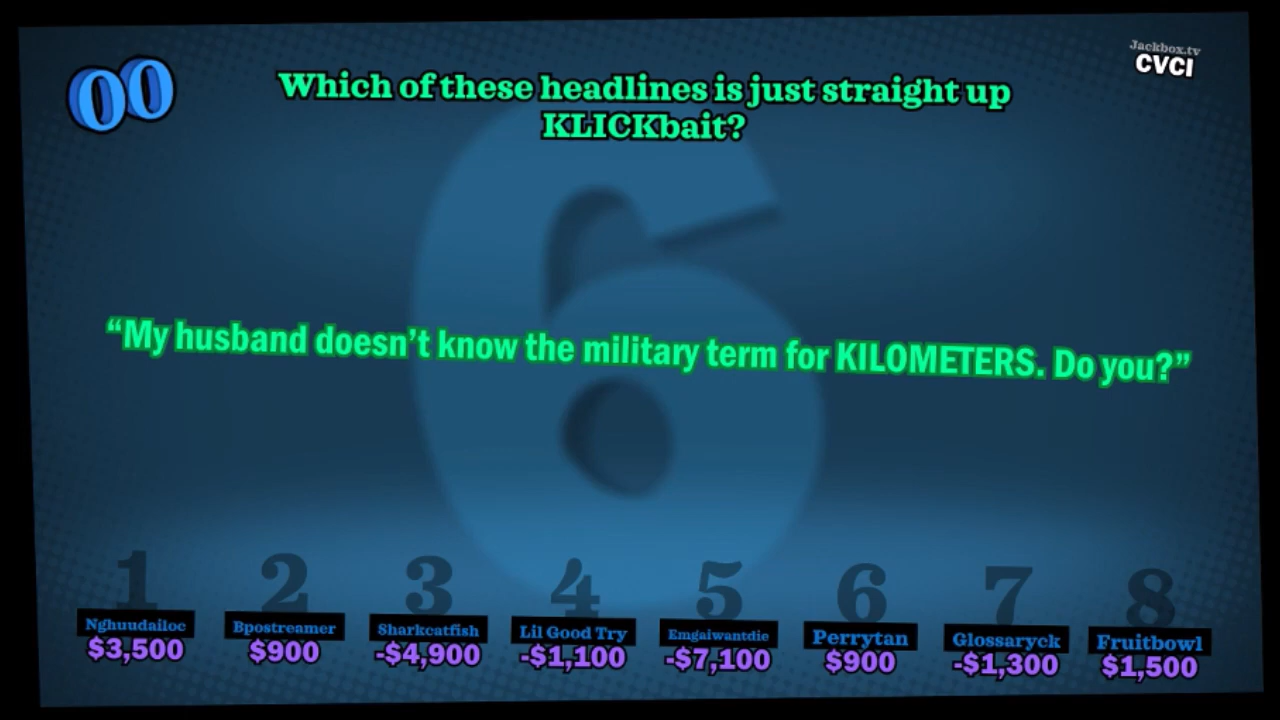 00
Jackbox.tv
CVCI
Which of these headlines is just straight up
KLICKbait?
6
“My husband doesn’t know the military term for KILOMETERS. Do you?”
1 2 3 4 5 6 7 8
Nghuudailoc Bpostreamer Sharkcatfish Lil Good Try Emgaiwantdie Perrytan Glossaryck Fruitbowl
$3,500 $900 -$4,900 -$1,100 -$7,100 $900 -$1,300 $1,500